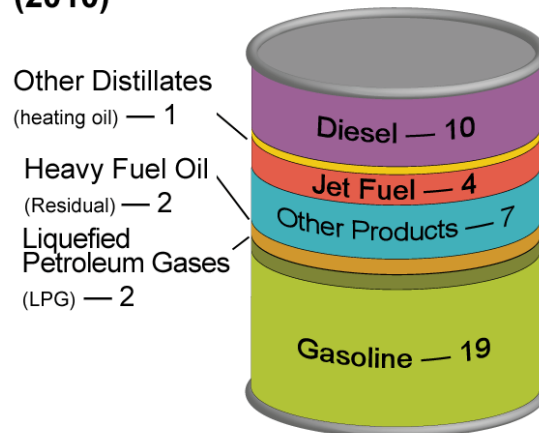 (2010)
Other Distillates
(heating oil) — 1
Heavy Fuel Oil
(Residual) — 2
Liquefied
Petroleum Gases
(LPG) — 2
Diesel — 10
Jet Fuel — 4
Other Products — 7
Gasoline — 19